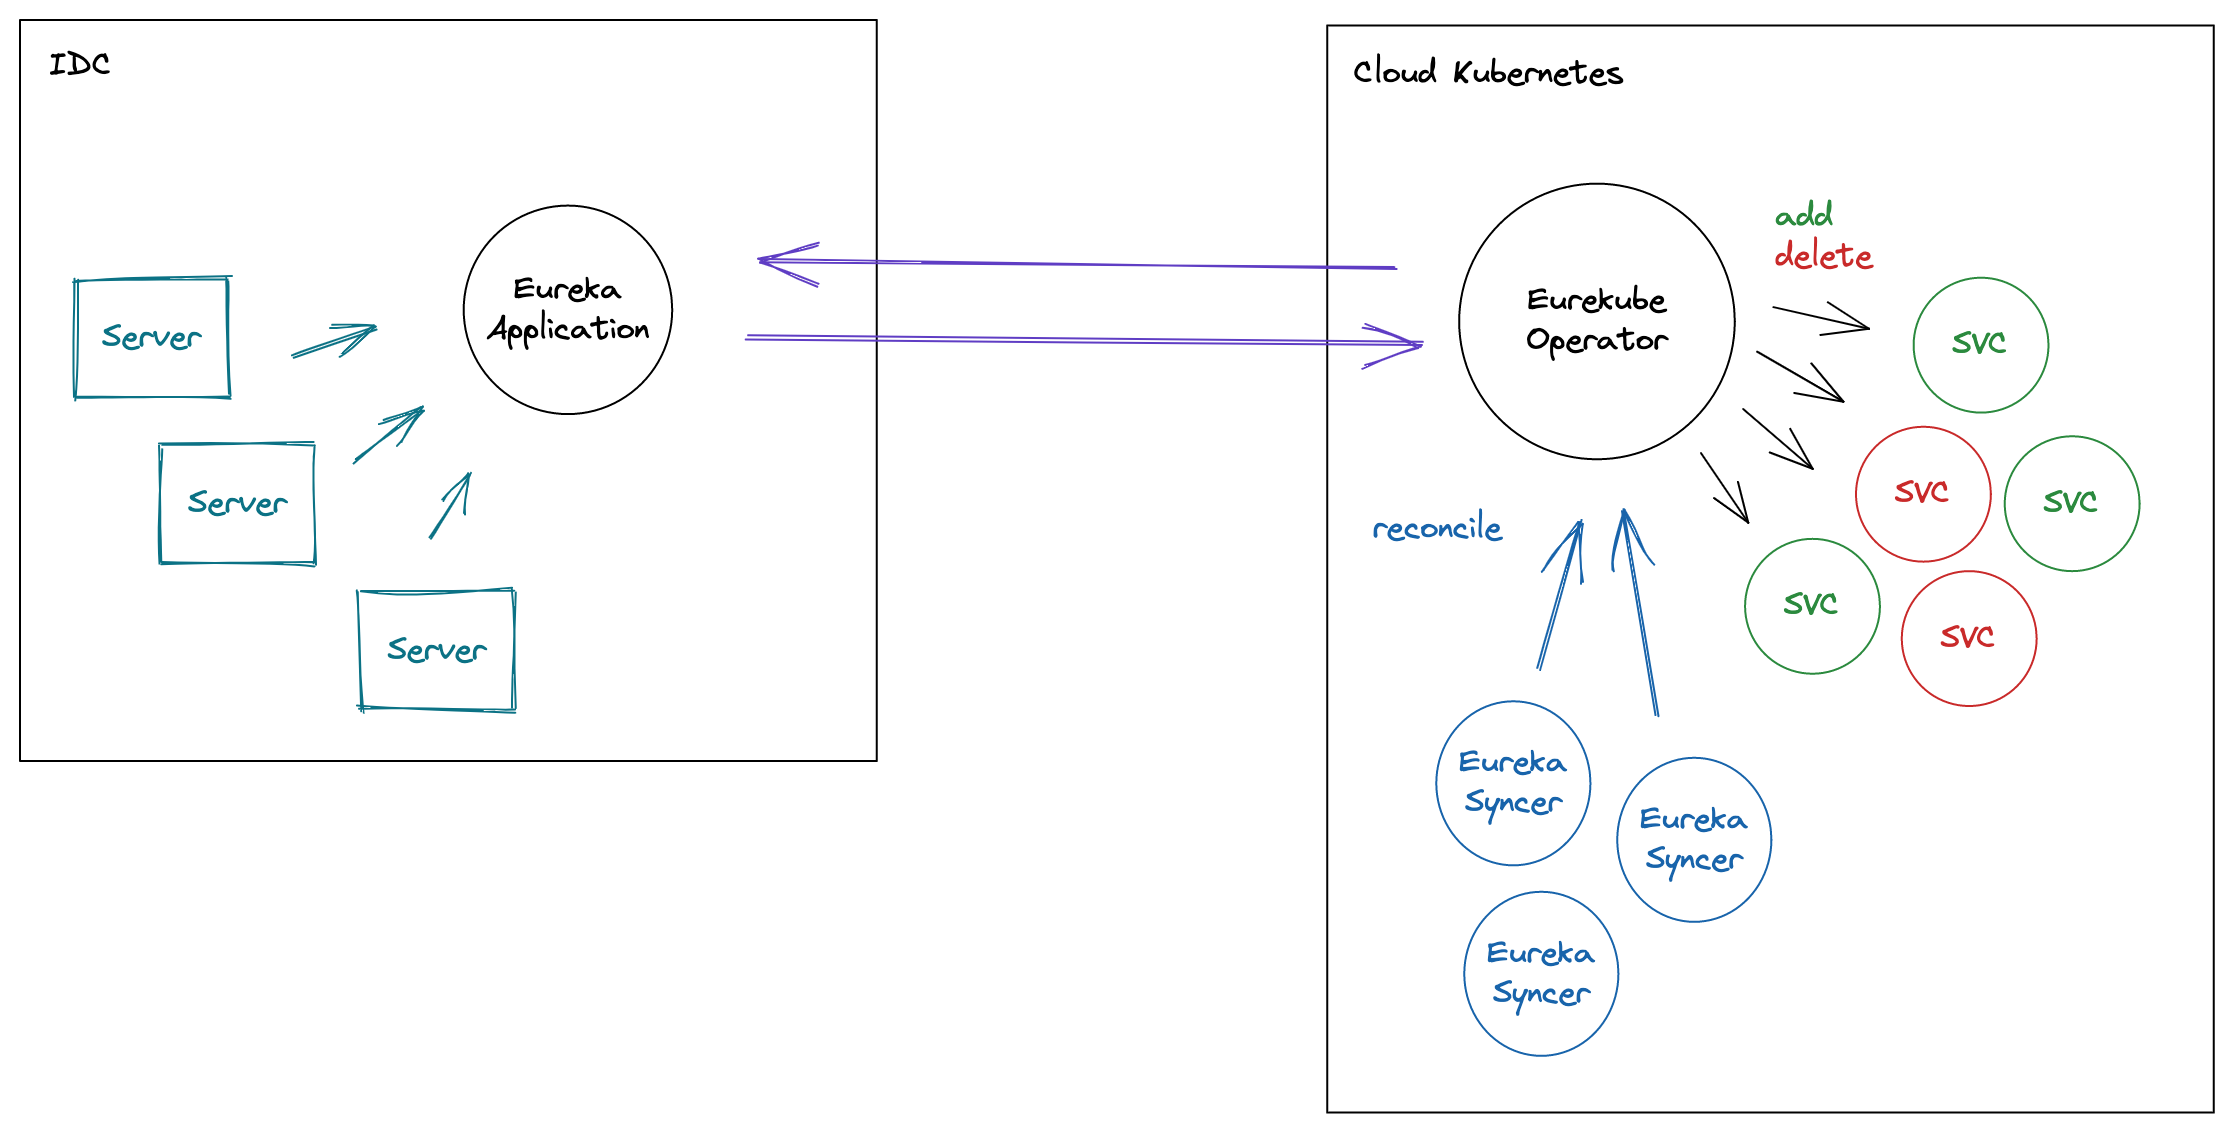 IDC
Server
Server
Server
Eureka
Application
Cloud Kubernetes
Eurekube
Operator
add
delete
SVC
SVC
SVC
SVC
SVC
reconcile
Eureka
Syncer
Eureka
Syncer
Eureka
Syncer